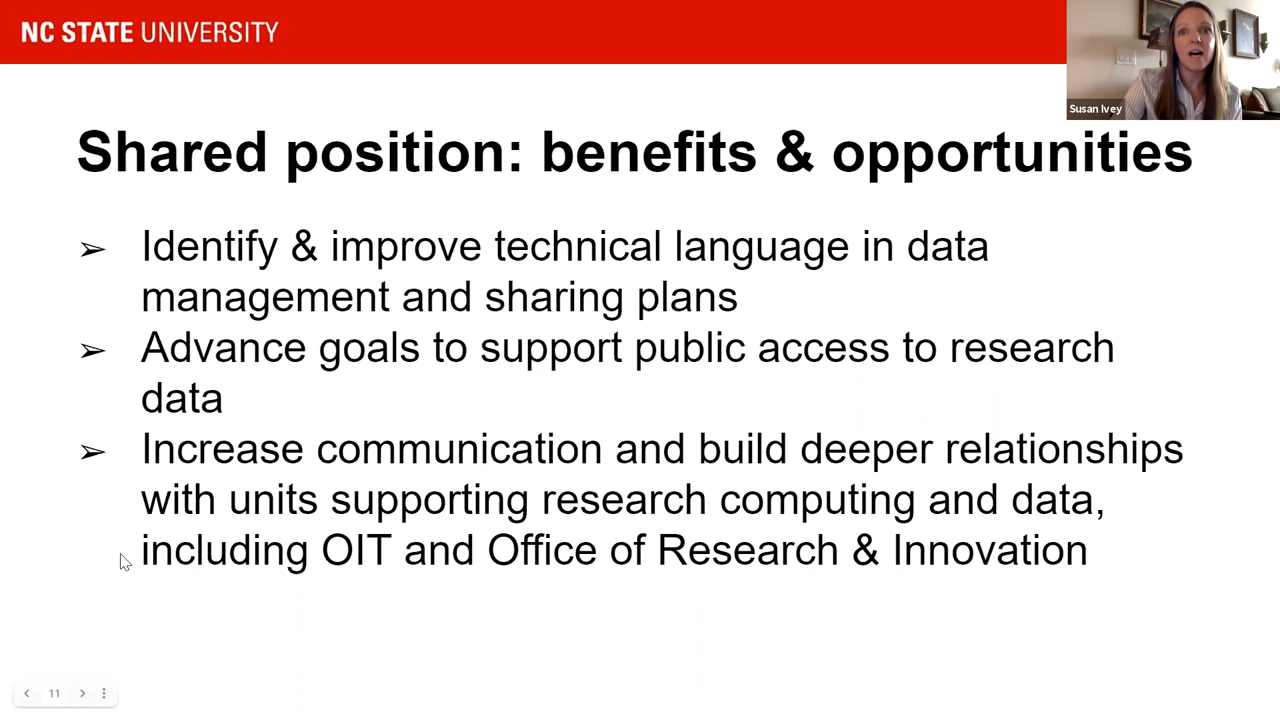 NC STATE UNIVERSITY
Susan Ivey
Shared position: benefits & opportunities
➢ Identify & improve technical language in data
management and sharing plans
➢ Advance goals to support public access to research
data
➢ Increase communication and build deeper relationships
with units supporting research computing and data,
including OIT and Office of Research & Innovation
11